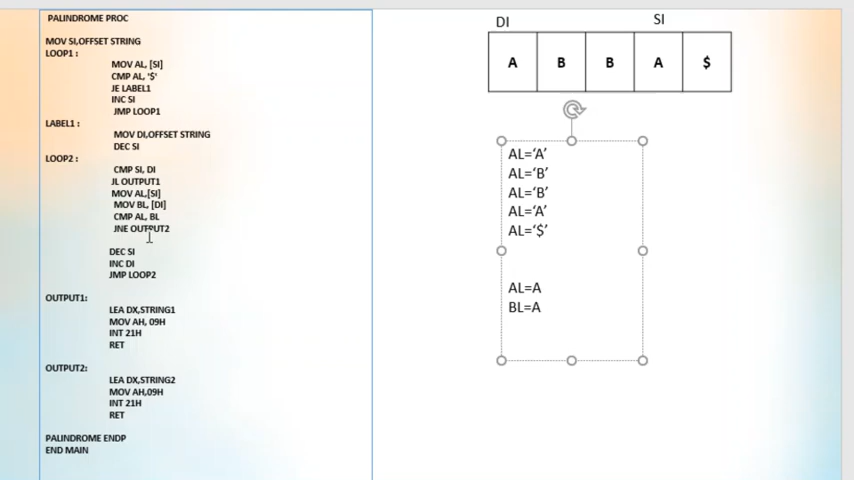 PALINDROME PROC
MOV SI,OFFSET STRING
LOOP1 :
MOV AL, [SI]
CMP AL, '$'
JE LABEL1
INC SI
JMP LOOP1
LABEL1 :
MOV DI,OFFSET STRING
DEC SI
LOOP2 :
CMP SI, DI
JL OUTPUT1
MOV AL,[SI]
MOV BL, [DI]
CMP AL, BL
JNE OUTPUT2
DEC SI
INC DI
JMP LOOP2
OUTPUT1:
LEA DX,STRING1
MOV AH, 09H
INT 21H
RET
OUTPUT2:
LEA DX,STRING2
MOV AH,09H
INT 21H
RET
PALINDROME ENDP
END MAIN
DI SI
A B B A $
AL=‘A’
AL=‘B’
AL=‘B’
AL=‘A’
AL=‘$’
AL=A
BL=A